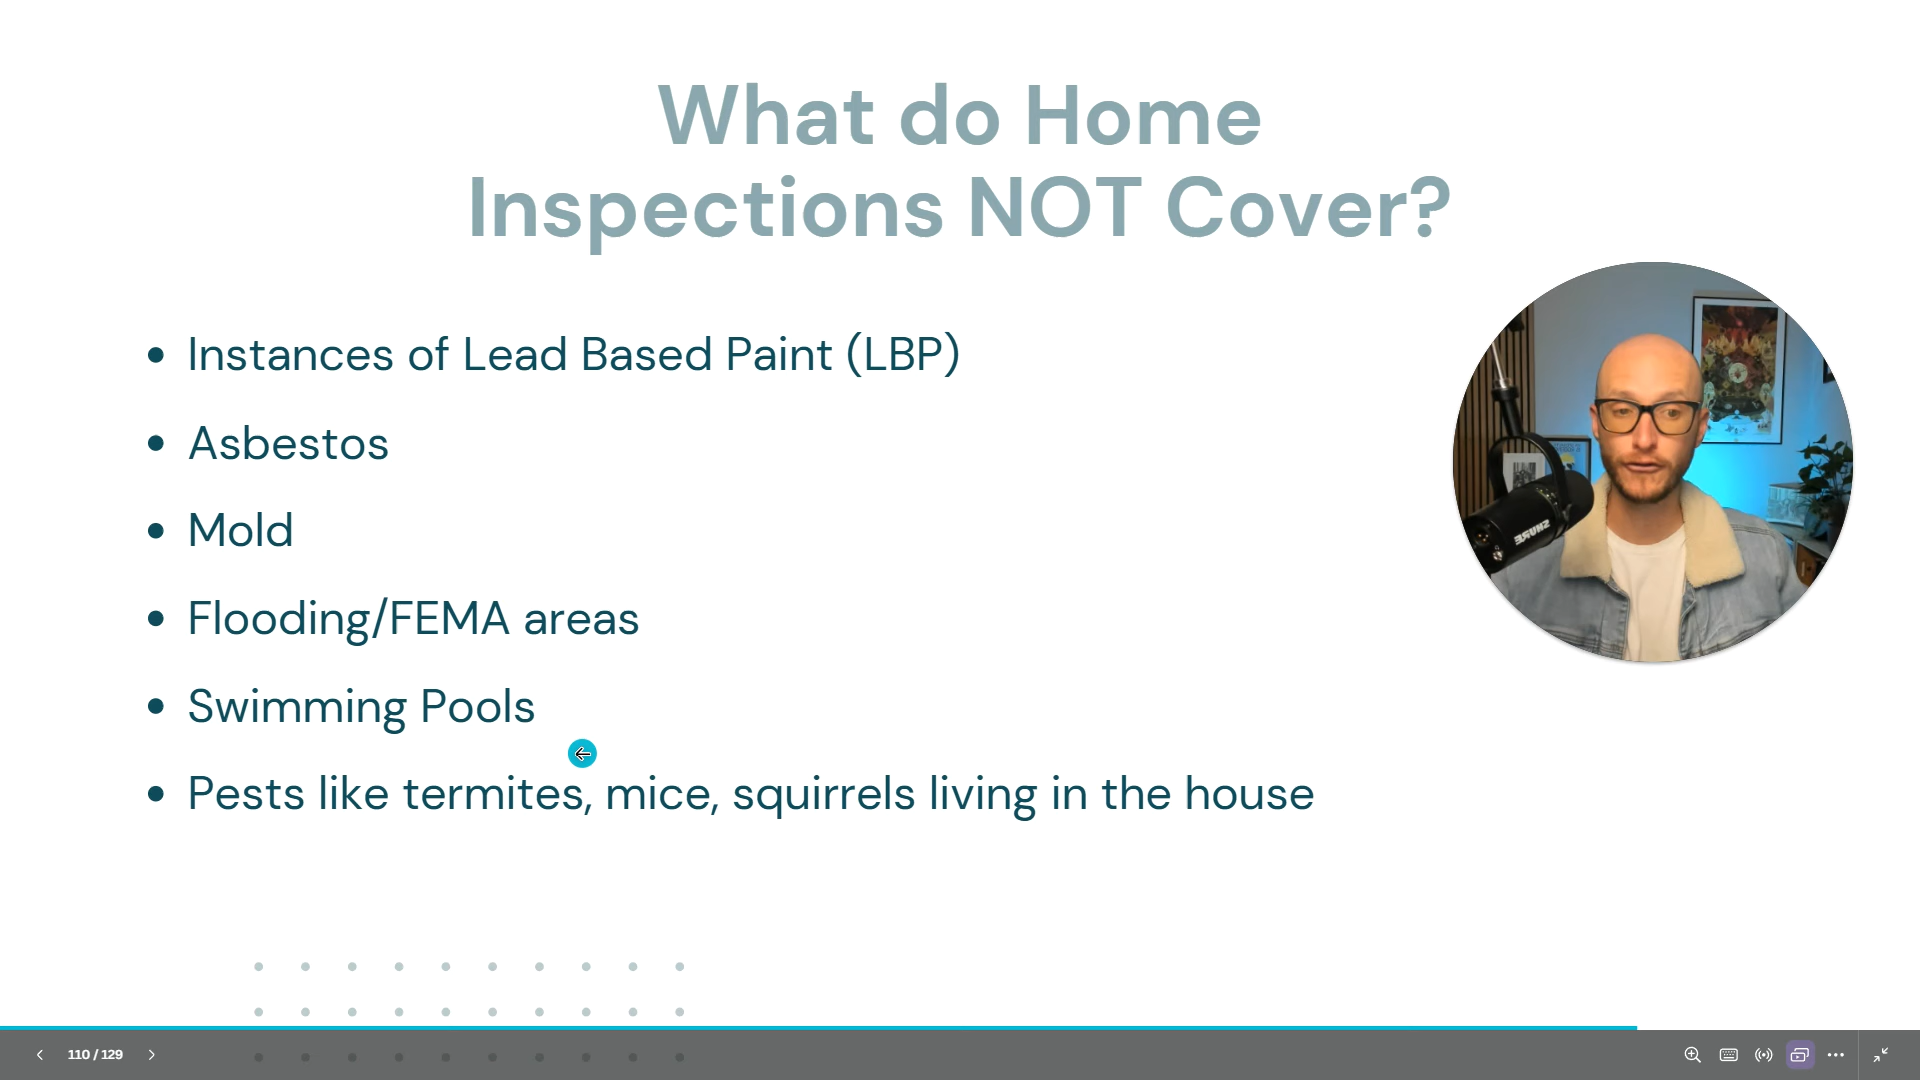 What do Home
Inspections NOT Cover?
Instances of Lead Based Paint (LBP)
Asbestos
Mold
Flooding/FEMA areas
Swimming Pools
Pests like termites, mice, squirrels living in the house
SHURE
110 / 129